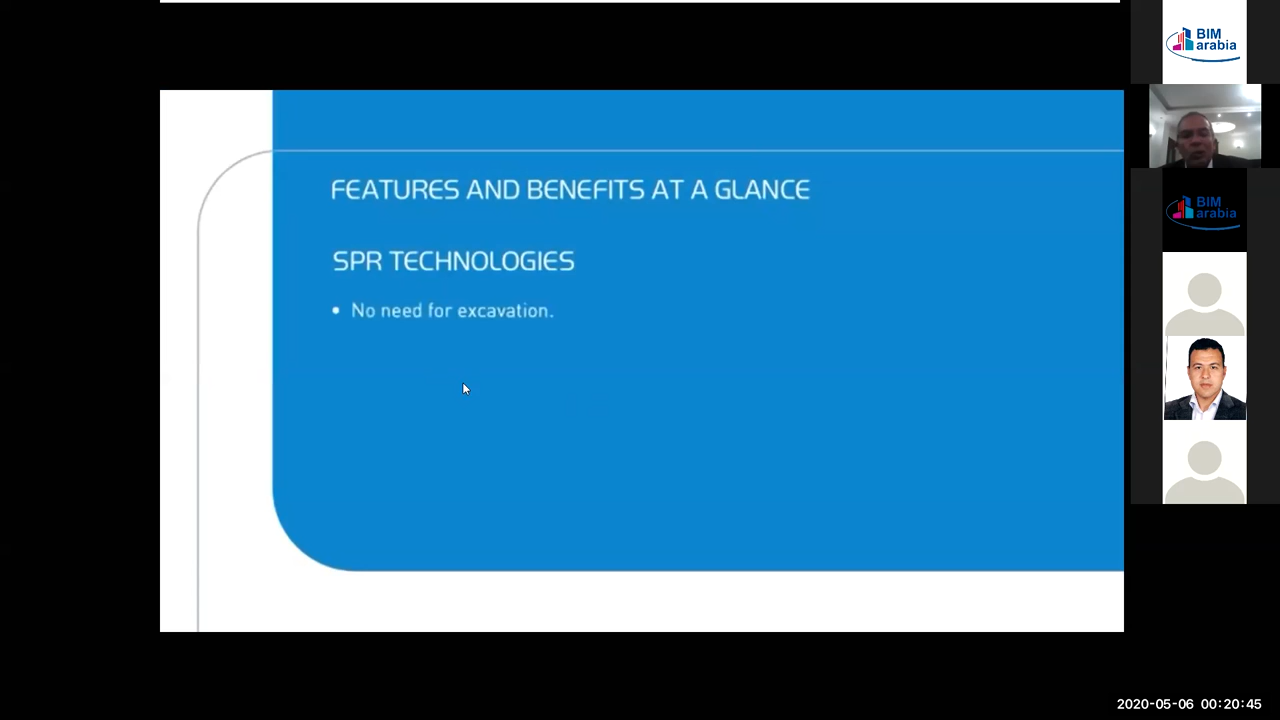 BIM
arabia
FEATURES AND BENEFITS AT A GLANCE
SPR TECHNOLOGIES
• No need for excavation.
BIM
arabia
2020-05-06 00:20:45